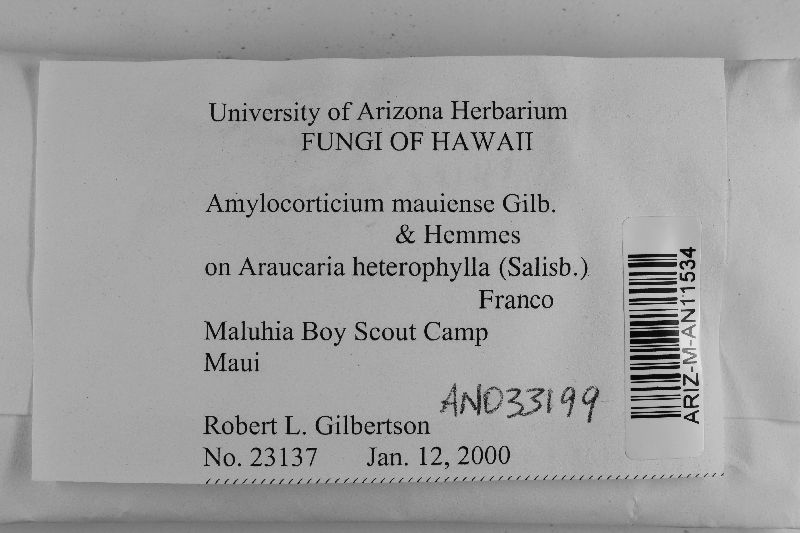 University of Arizona Herbarium
FUNGI OF HAWAII
Amylocorticium mauiense Gilb.
& Hemmes
on Araucaria heterophylla (Salisb.)
Franco
Maluhia Boy Scout Camp
Maui
AN033199
Robert L. Gilbertson
No. 23137 Jan. 12, 2000
ARIZ-M-AN11534